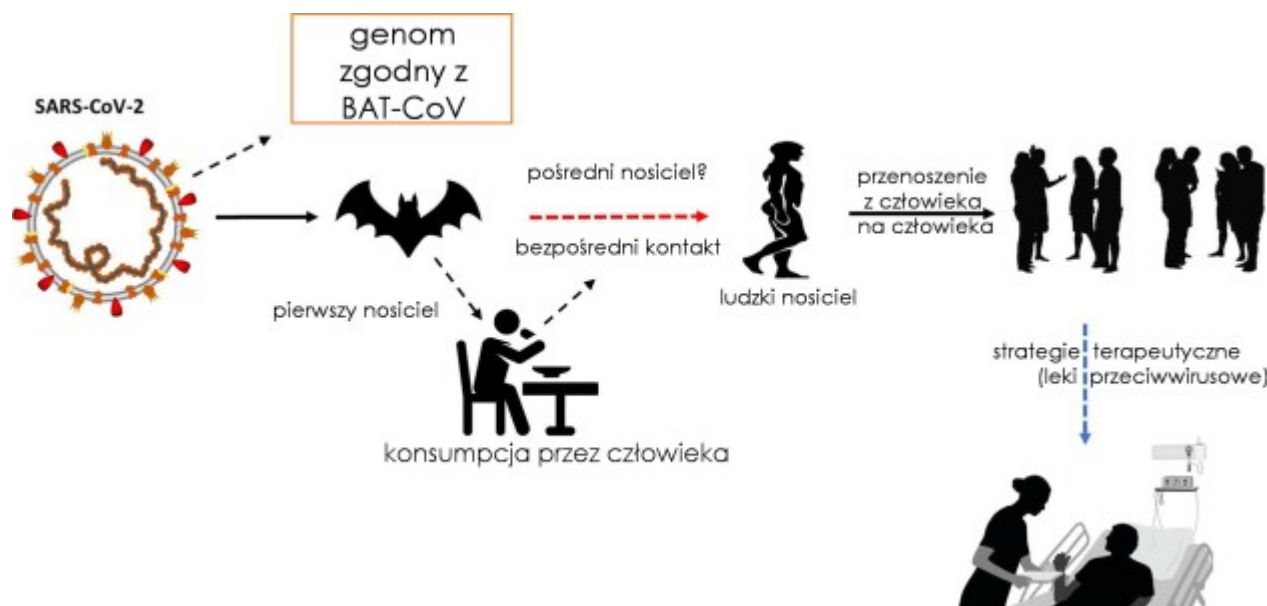 genom
zgodny z
BAT-CoV
SARS-CoV-2
pośredni nosiciel?
bezpośredni kontakt
pierwszy nosiciel
konsumpcja przez człowieka
ludzki nosiciel
przenoszenie
z człowieka
na człowieka
strategie terapeutyczne
(leki przeciwwirusowe)